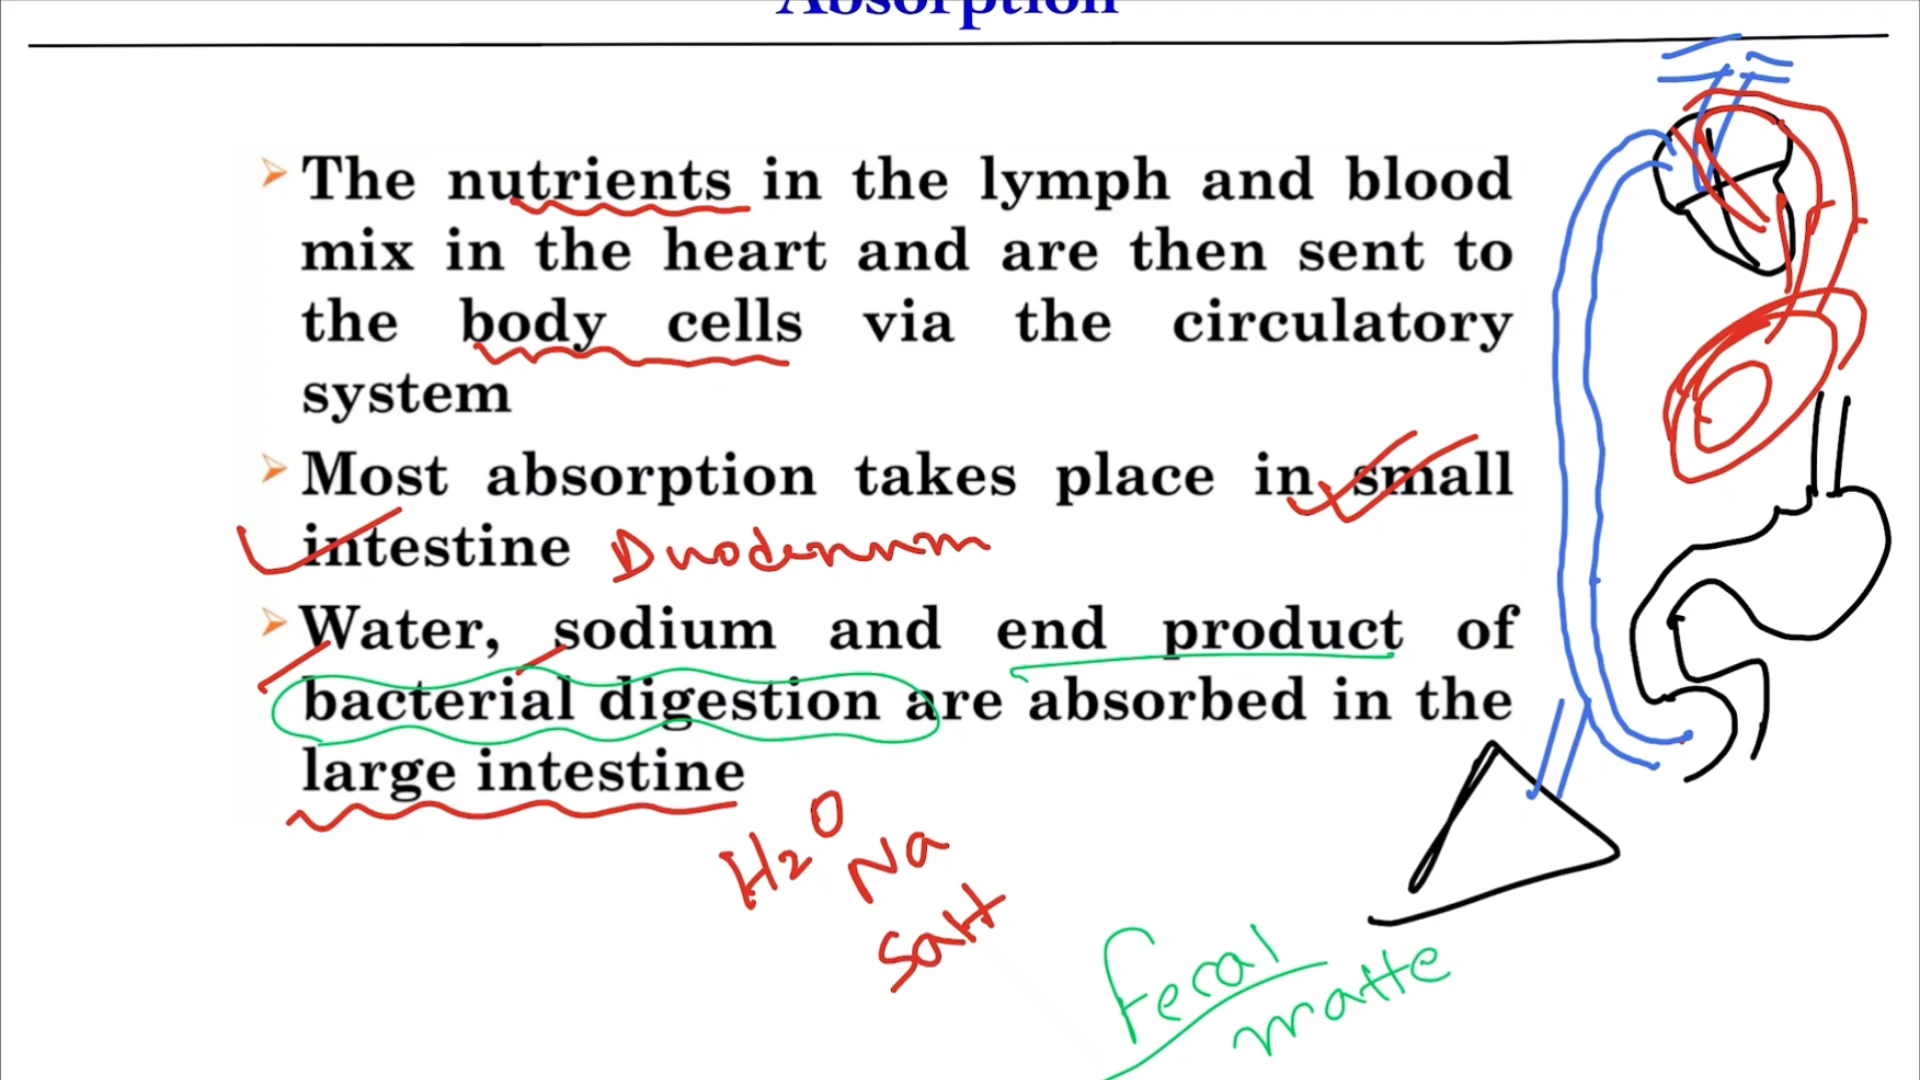 Absorption
The nutrients in the lymph and blood
mix in the heart and are then sent to
the body cells via the circulatory
system
Most absorption takes place in small
intestine Duodenum
Water, sodium and end product of
bacterial digestion are absorbed in the
large intestine
H2O
Na
Salt
Fecal
matte